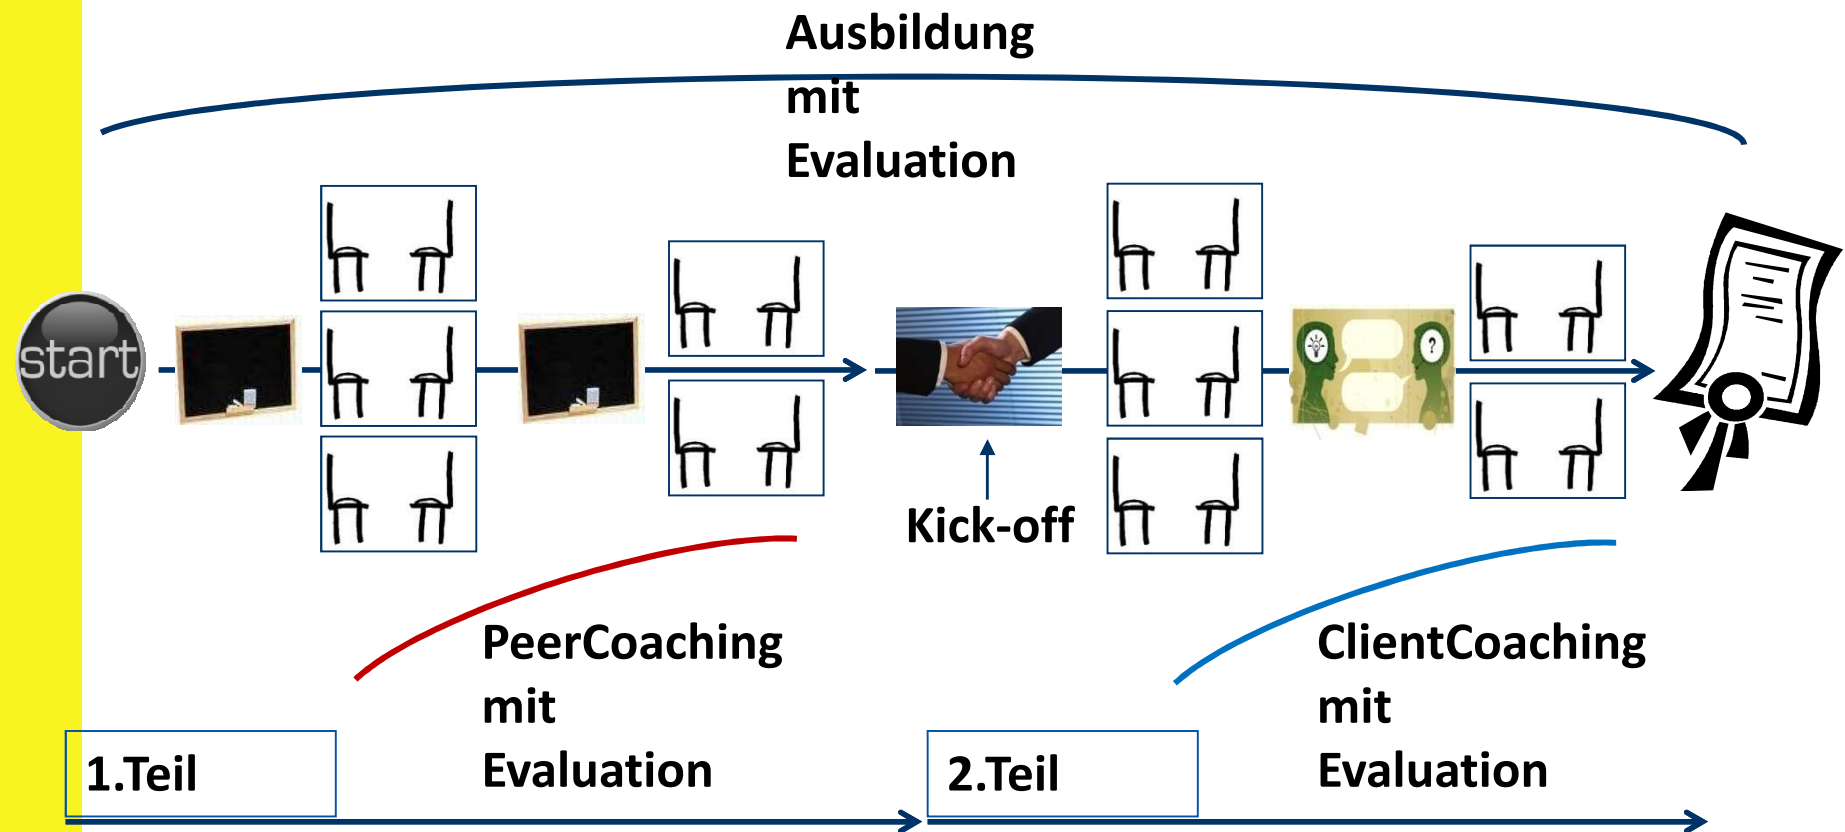 Ausbildung
mit
Evaluation
start
?
Kick-off
PeerCoaching
mit
Evaluation
ClientCoaching
mit
Evaluation
1.Teil
2.Teil